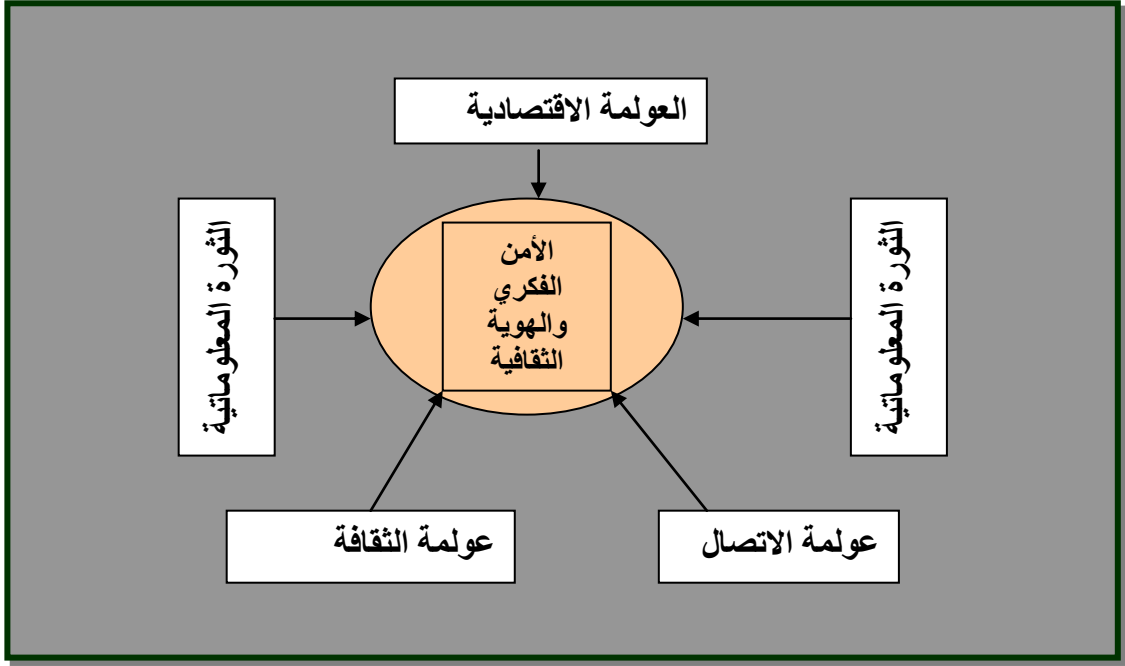 العولمة الاقتصادية
الثورة المعلوماتية
الأمن
الفكري
والهوية
الثقافية
الثورة المعلوماتية
عولمة الاتصال
عولمة الثقافة